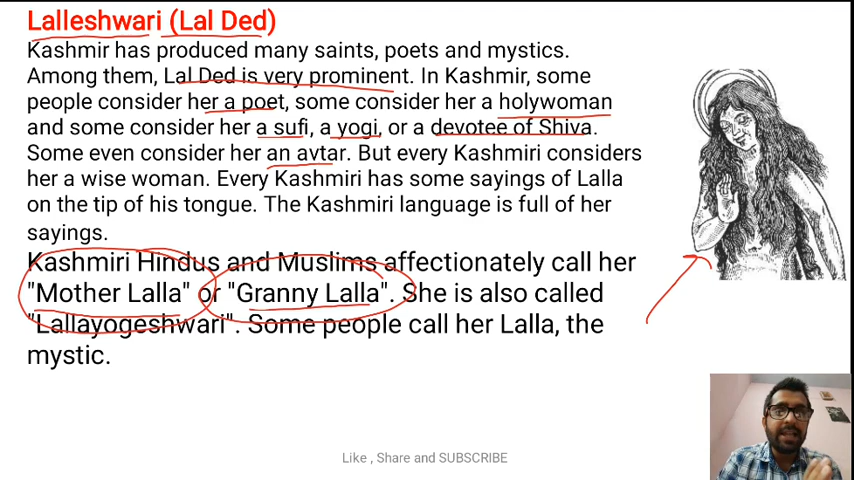 Lalleshwari (Lal Ded)
Kashmir has produced many saints, poets and mystics.
Among them, Lal Ded is very prominent. In Kashmir, some
people consider her a poet, some consider her a holywoman
and some consider her a sufi, a yogi, or a devotee of Shiva.
Some even consider her an avtar. But every Kashmiri considers
her a wise woman. Every Kashmiri has some sayings of Lalla
on the tip of his tongue. The Kashmiri language is full of her
sayings.
Kashmiri Hindus and Muslims affectionately call her
"Mother Lalla" or "Granny Lalla". She is also called
"Lallayogeshwari". Some people call her Lalla, the
mystic.
Like , Share and SUBSCRIBE